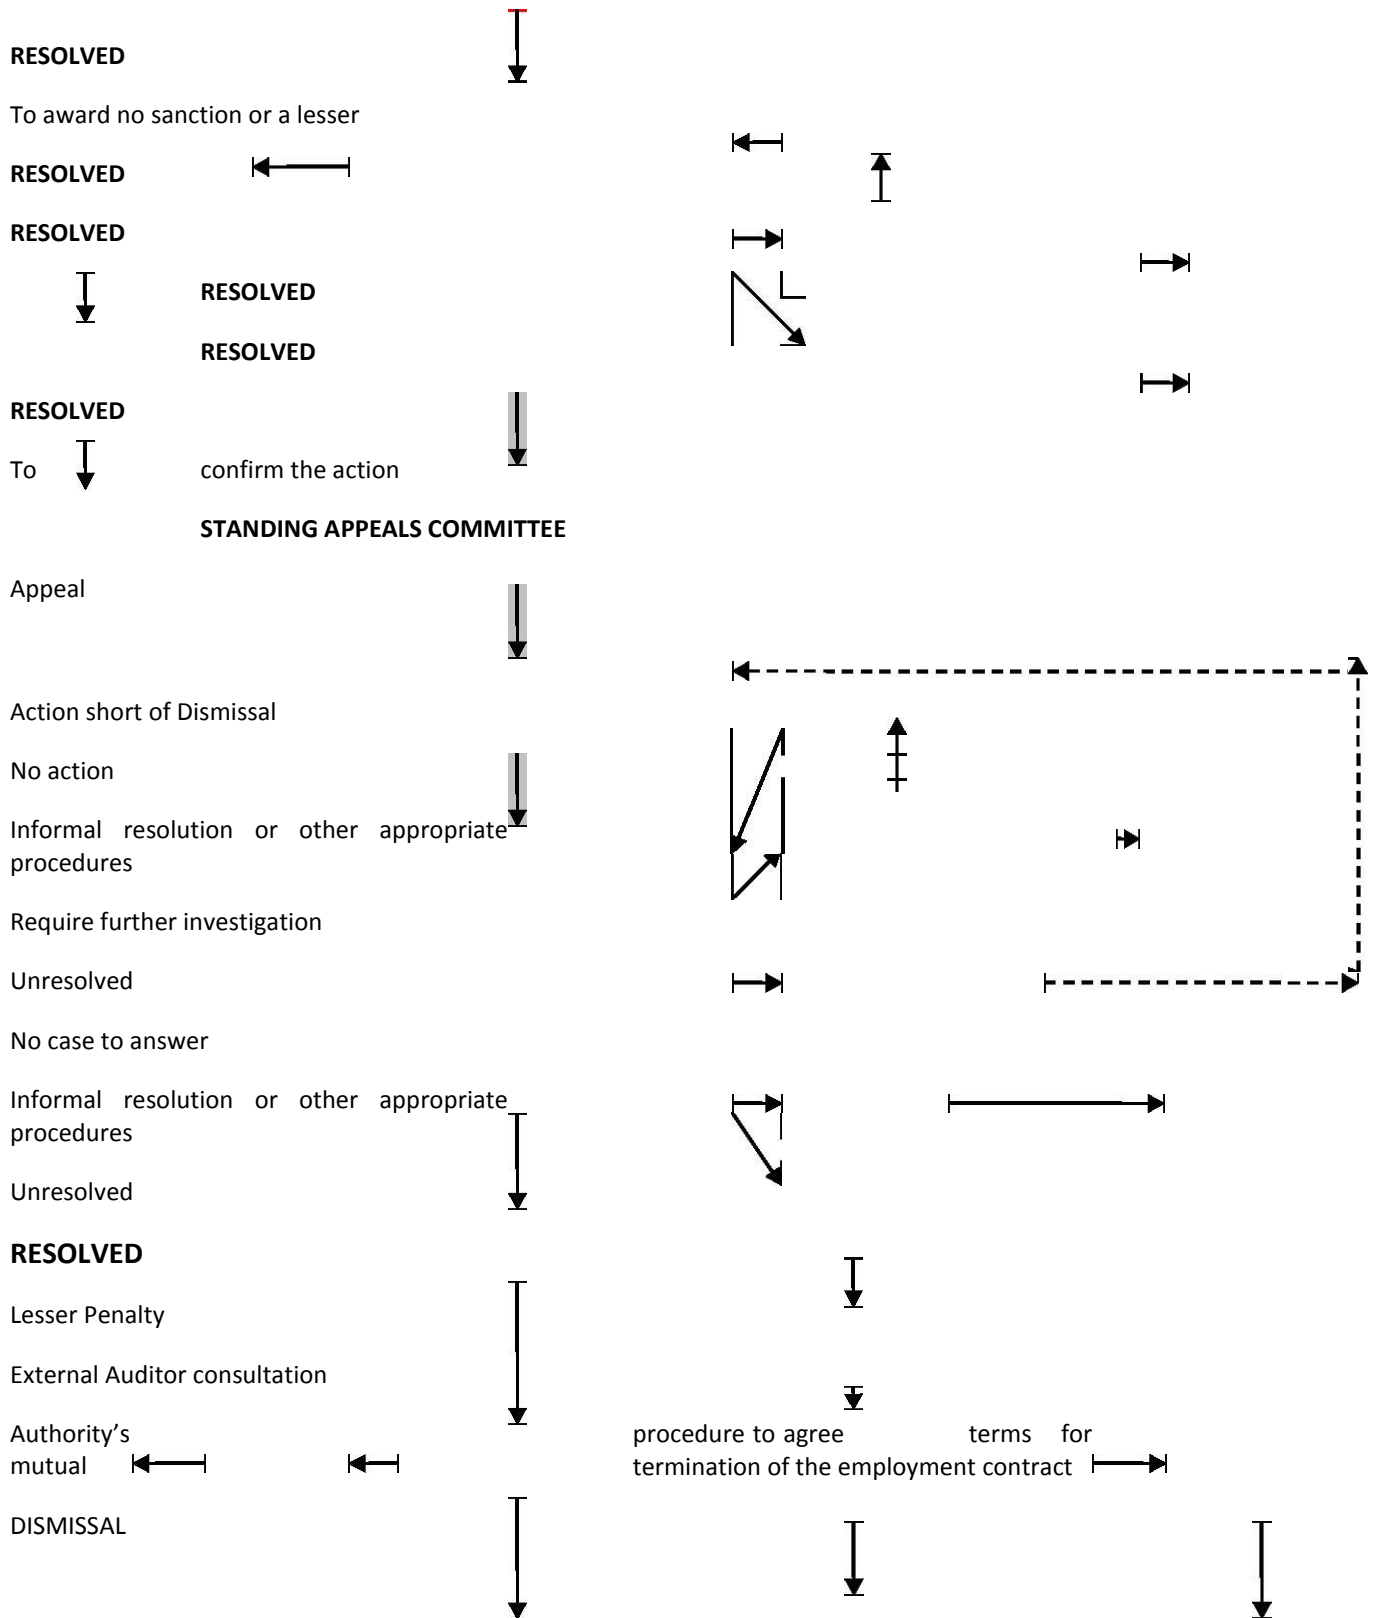 RESOLVED
To award no sanction or a lesser
RESOLVED
RESOLVED
RESOLVED
RESOLVED
RESOLVED
To confirm the action
STANDING APPEALS COMMITTEE
Appeal
Action short of Dismissal
No action
Informal resolution or other appropriate
procedures
Require further investigation
Unresolved
No case to answer
Informal resolution or other appropriate
procedures
Unresolved
RESOLVED
Lesser Penalty
External Auditor consultation
Authority’s procedure to agree terms for
mutual termination of the employment contract
DISMISSAL